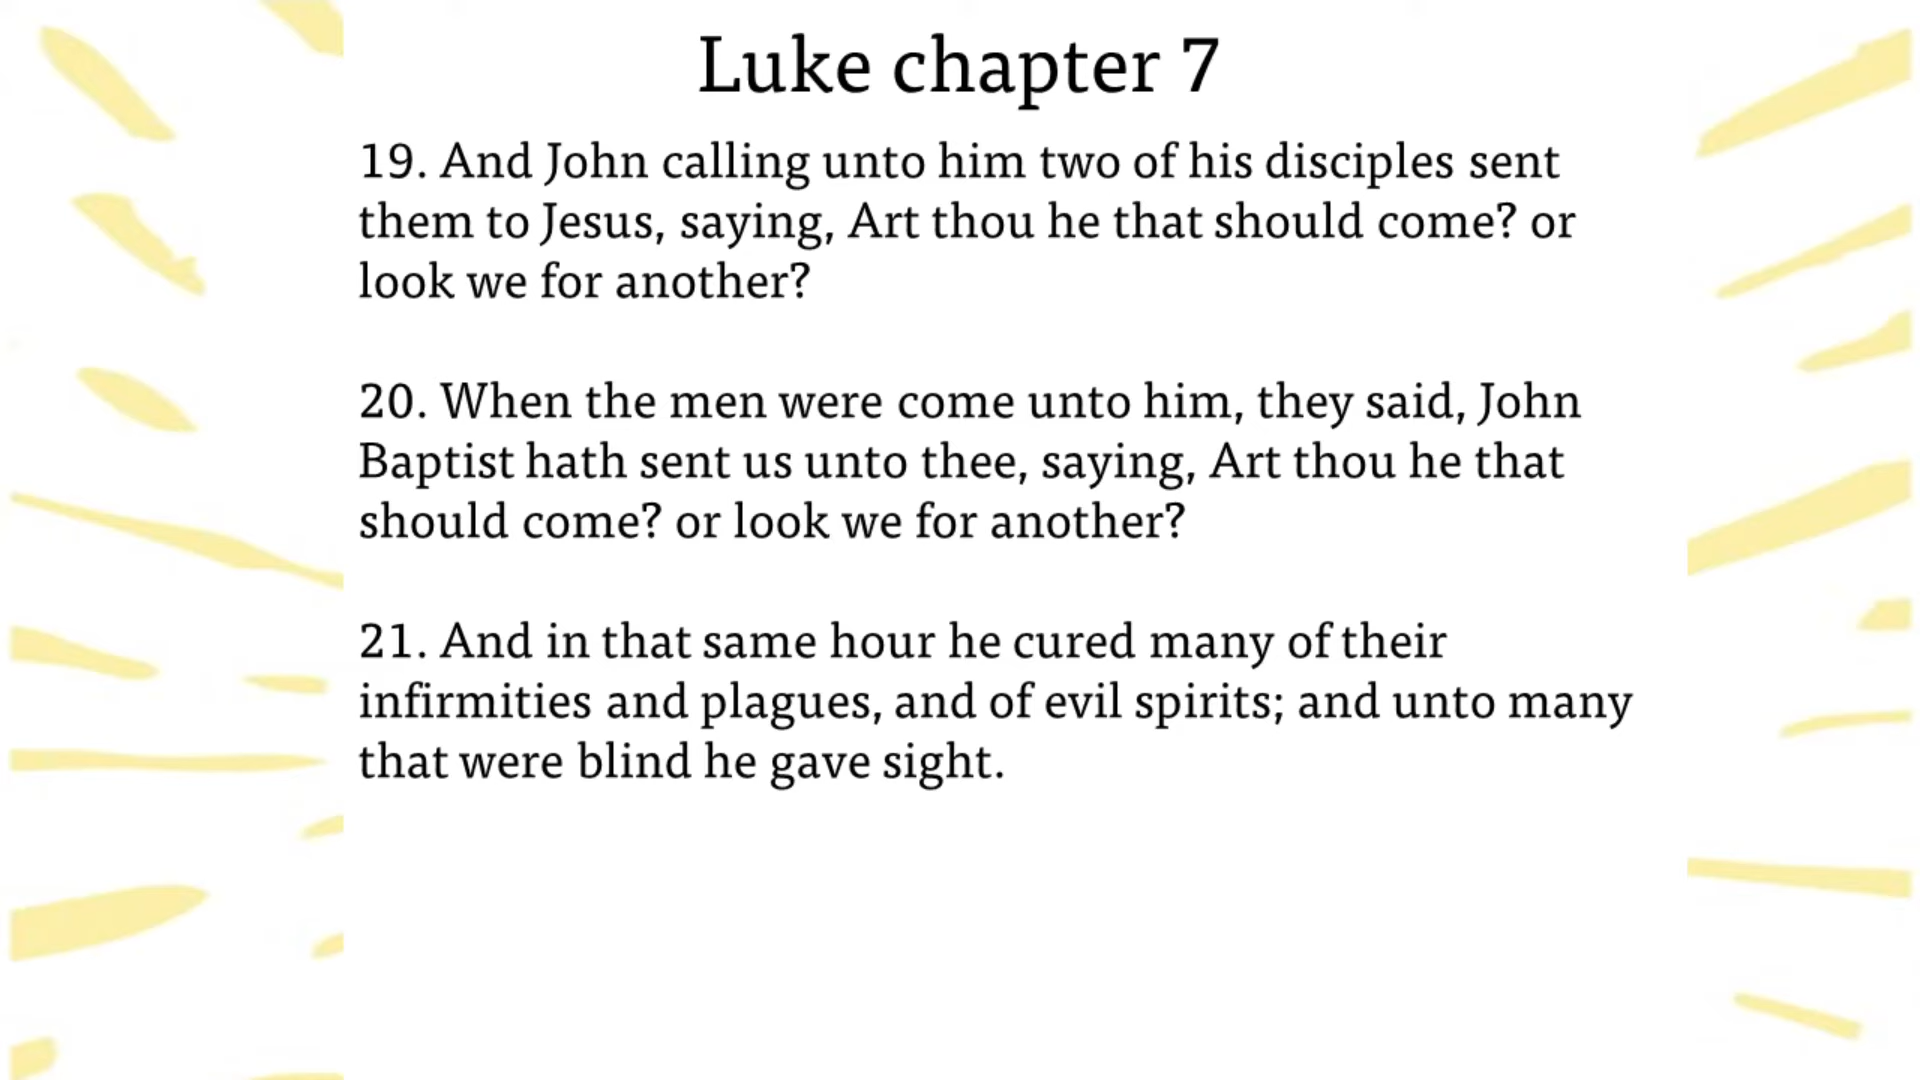 Luke chapter 7
19. And John calling unto him two of his disciples sent
them to Jesus, saying, Art thou he that should come? or
look we for another?
20. When the men were come unto him, they said, John
Baptist hath sent us unto thee, saying, Art thou he that
should come? or look we for another?
21. And in that same hour he cured many of their
infirmities and plagues, and of evil spirits; and unto many
that were blind he gave sight.